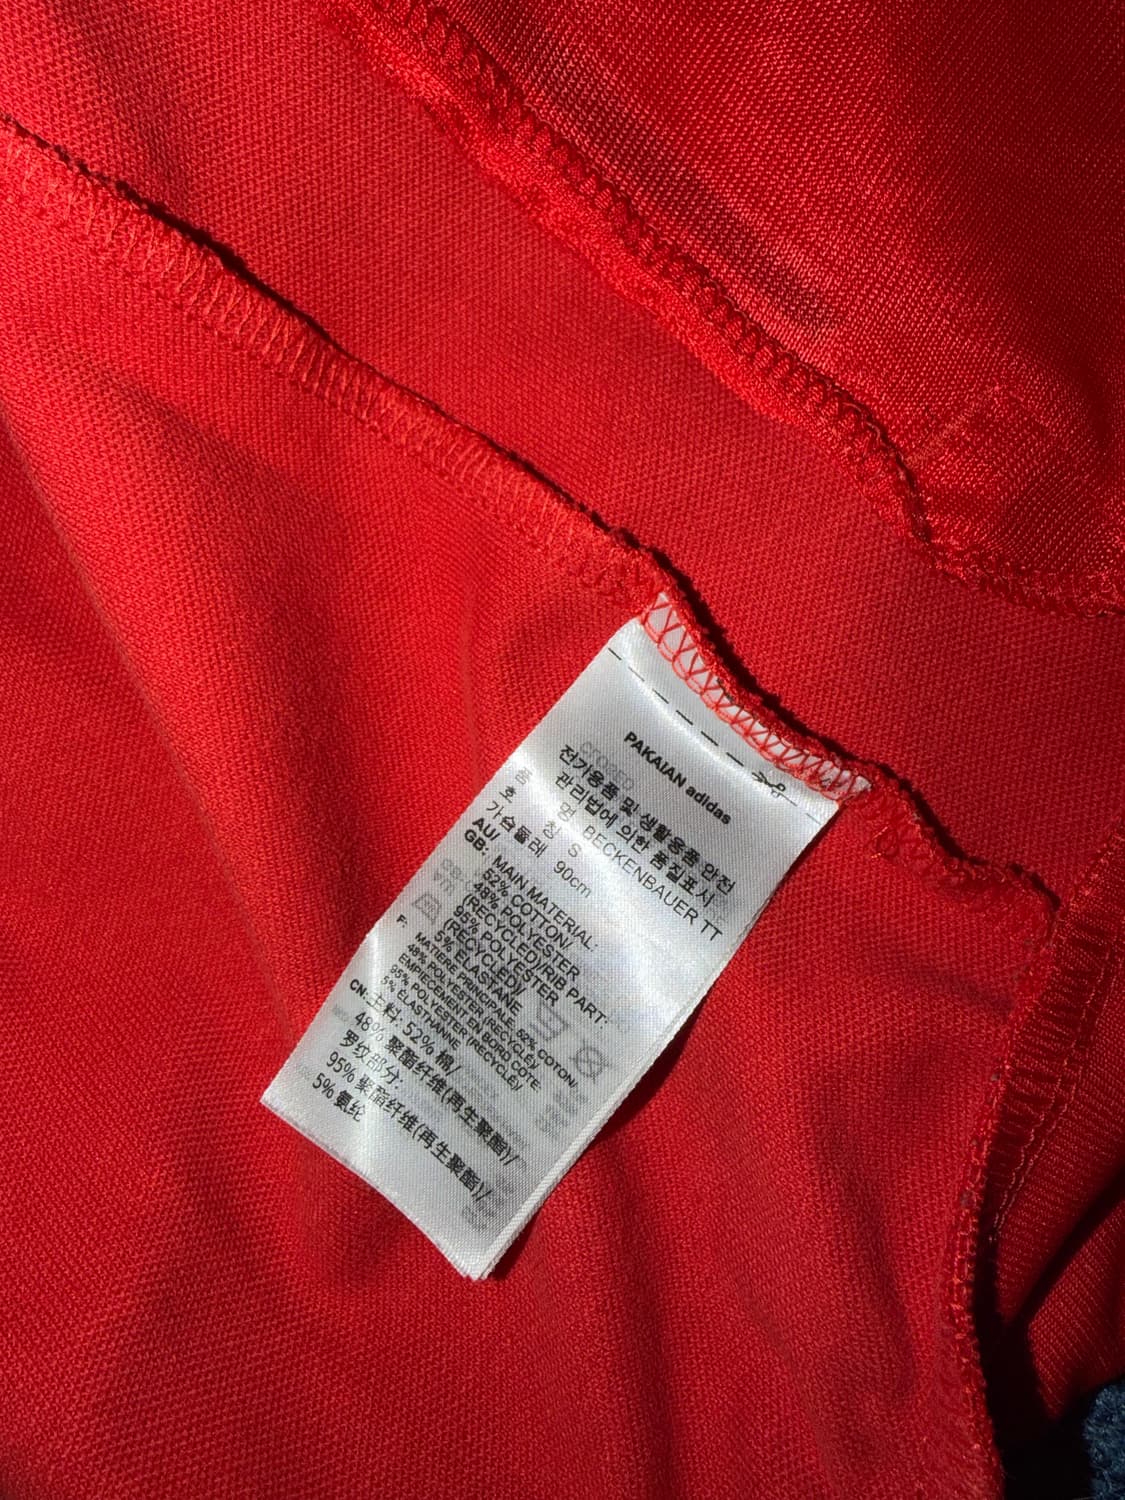 PAKAIAN adidas
전기용품 및 생활용품 안전
관리법에 의한 품질표시
품 명 BECKENBAUER TT
호 칭 S
가슴둘레 90cm
AU/
GB: MAIN MATERIAL:
52% COTTON/
48% POLYESTER
(RECYCLED)/RIB PART:
95% POLYESTER
(RECYCLED)/
5% ELASTANE
F: MATIÈRE PRINCIPALE: 52% COTON/
48% POLYESTER (RECYCLÉ)/
EMPIECEMENT EN BORD COTE:
95% POLYESTER (RECYCLÉ)/
5% ÉLASTHANNE
CN: 主料: 52% 棉/
48% 聚酯纤维(再生聚酯)/
罗纹部分:
95% 聚酯纤维(再生聚酯)/
5% 氨纶